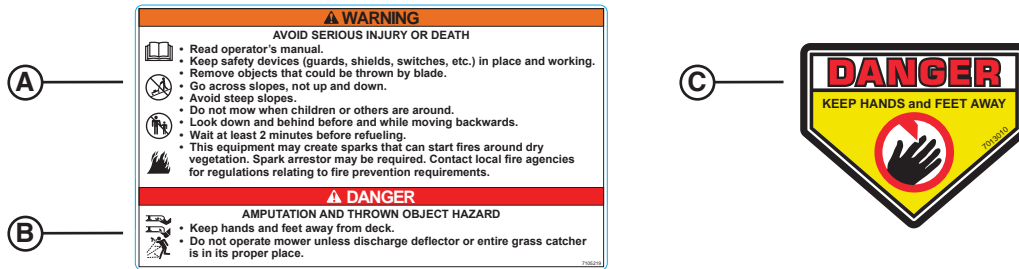 WARNING
AVOID SERIOUS INJURY OR DEATH
• Read operator's manual.
• Keep safety devices (guards, shields, switches, etc.) in place and working.
• Remove objects that could be thrown by blade.
• Go across slopes, not up and down.
• Avoid steep slopes.
• Do not mow when children or others are around.
• Look down and behind before and while moving backwards.
• Wait at least 2 minutes before refueling.
• This equipment may create sparks that can start fires around dry
vegetation. Spark arrestor may be required. Contact local fire agencies
for regulations relating to fire prevention requirements.
A
DANGER
AMPUTATION AND THROWN OBJECT HAZARD
• Keep hands and feet away from deck.
• Do not operate mower unless discharge deflector or entire grass catcher
is in its proper place.
7105219
B
C
DANGER
KEEP HANDS and FEET AWAY
7013010